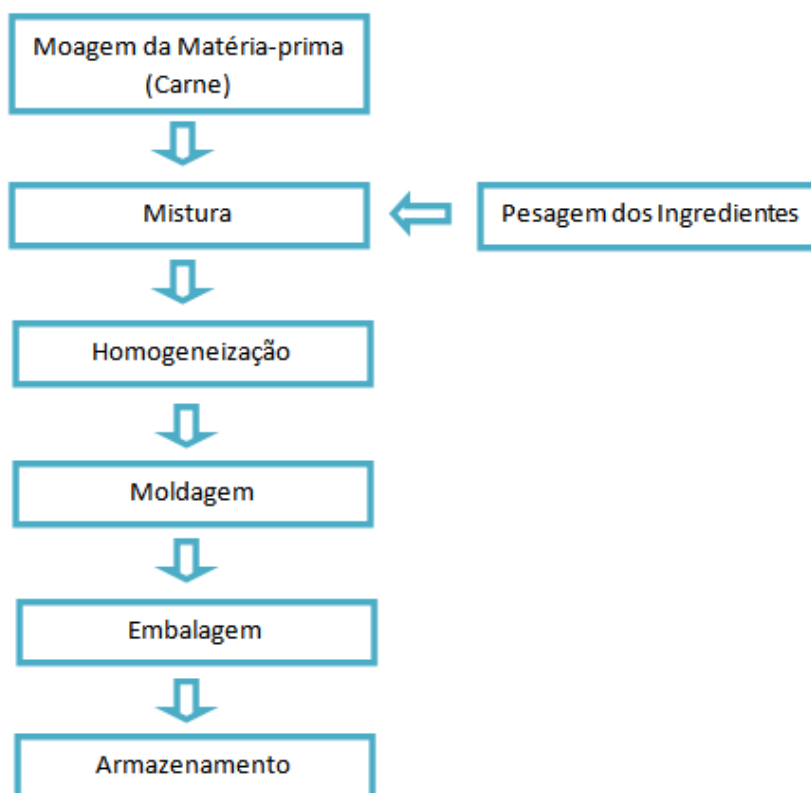 Moagem da Matéria-prima
(Carne)
Mistura
Pesagem dos Ingredientes
Homogeneização
Moldagem
Embalagem
Armazenamento